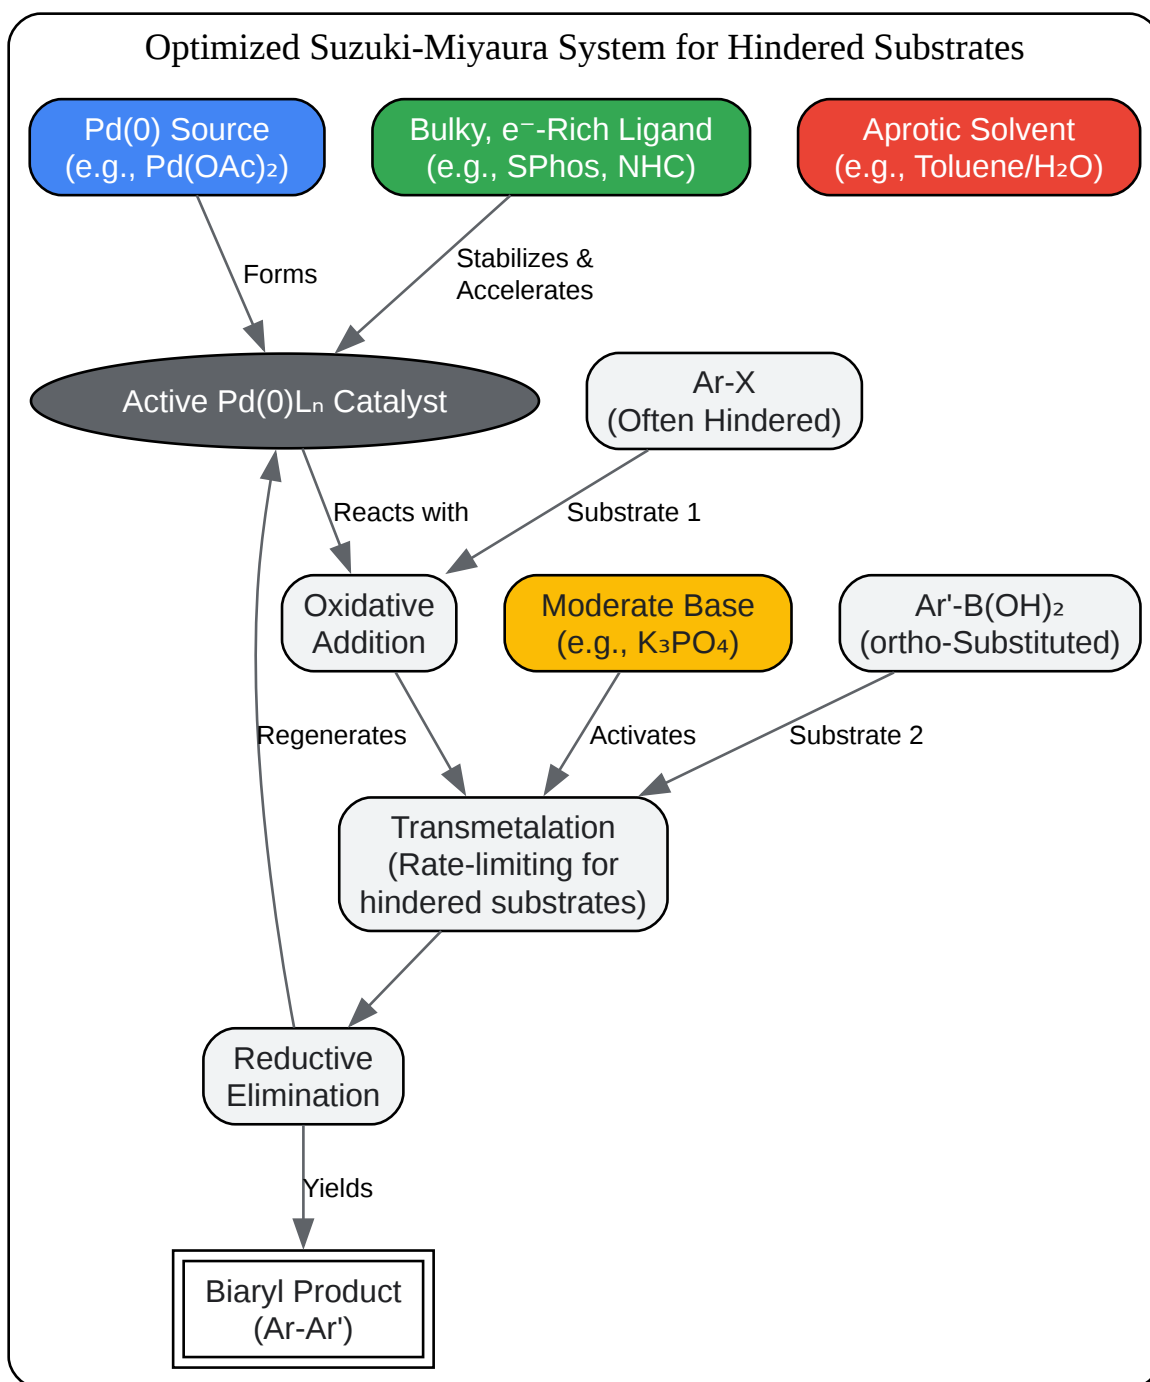 Optimized Suzuki-Miyaura System for Hindered Substrates
Pd(0) Source
(e.g., Pd(OAc)₂)
Bulky, e⁻-Rich Ligand
(e.g., SPhos, NHC)
Aprotic Solvent
(e.g., Toluene/H₂O)
Forms
Stabilizes &
Accelerates
Active Pd(0)Lₙ Catalyst
Ar-X
(Often Hindered)
Reacts with
Substrate 1
Oxidative
Addition
Moderate Base
(e.g., K₃PO₄)
Ar'-B(OH)₂
(ortho-Substituted)
Regenerates
Activates
Substrate 2
Transmetalation
(Rate-limiting for
hindered substrates)
Reductive
Elimination
Yields
Biaryl Product
(Ar-Ar')